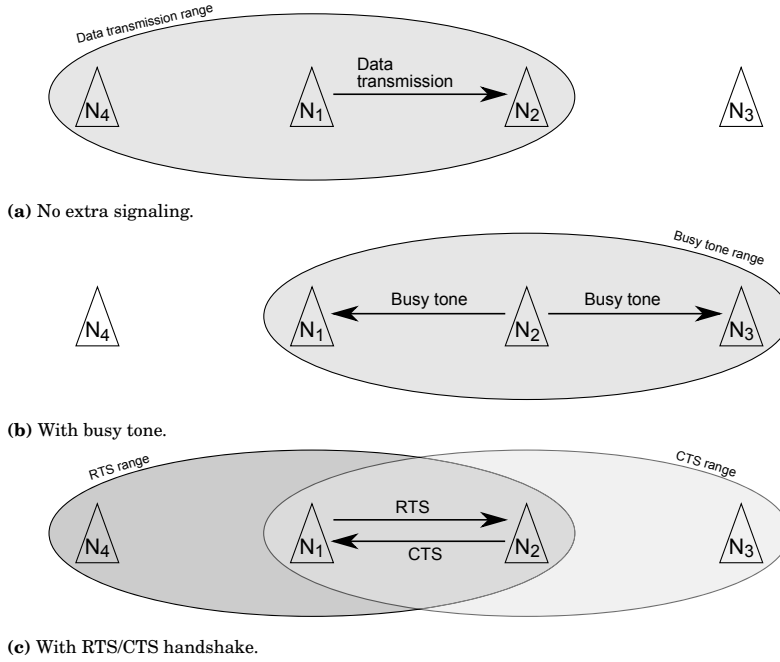 Data transmission range
Data
transmission
N4 N1 N2 N3
(a) No extra signaling.
Busy tone range
Busy tone Busy tone
N4 N1 N2 N3
(b) With busy tone.
RTS range CTS range
RTS
N4 N1 N2 N3
CTS
(c) With RTS/CTS handshake.